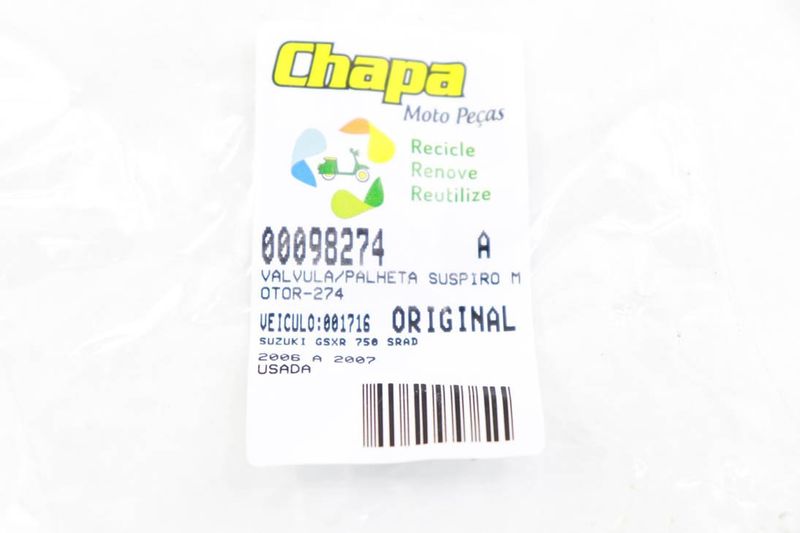 Chapa
Moto Peças
Recicle
Renove
Reutilize
00098274 A
VALVULA/PALHETA SUSPIRO M
OTOR-274
VEICULO:001716 ORIGINAL
SUZUKI GSXR 750 SRAD
2006 A 2007
USADA